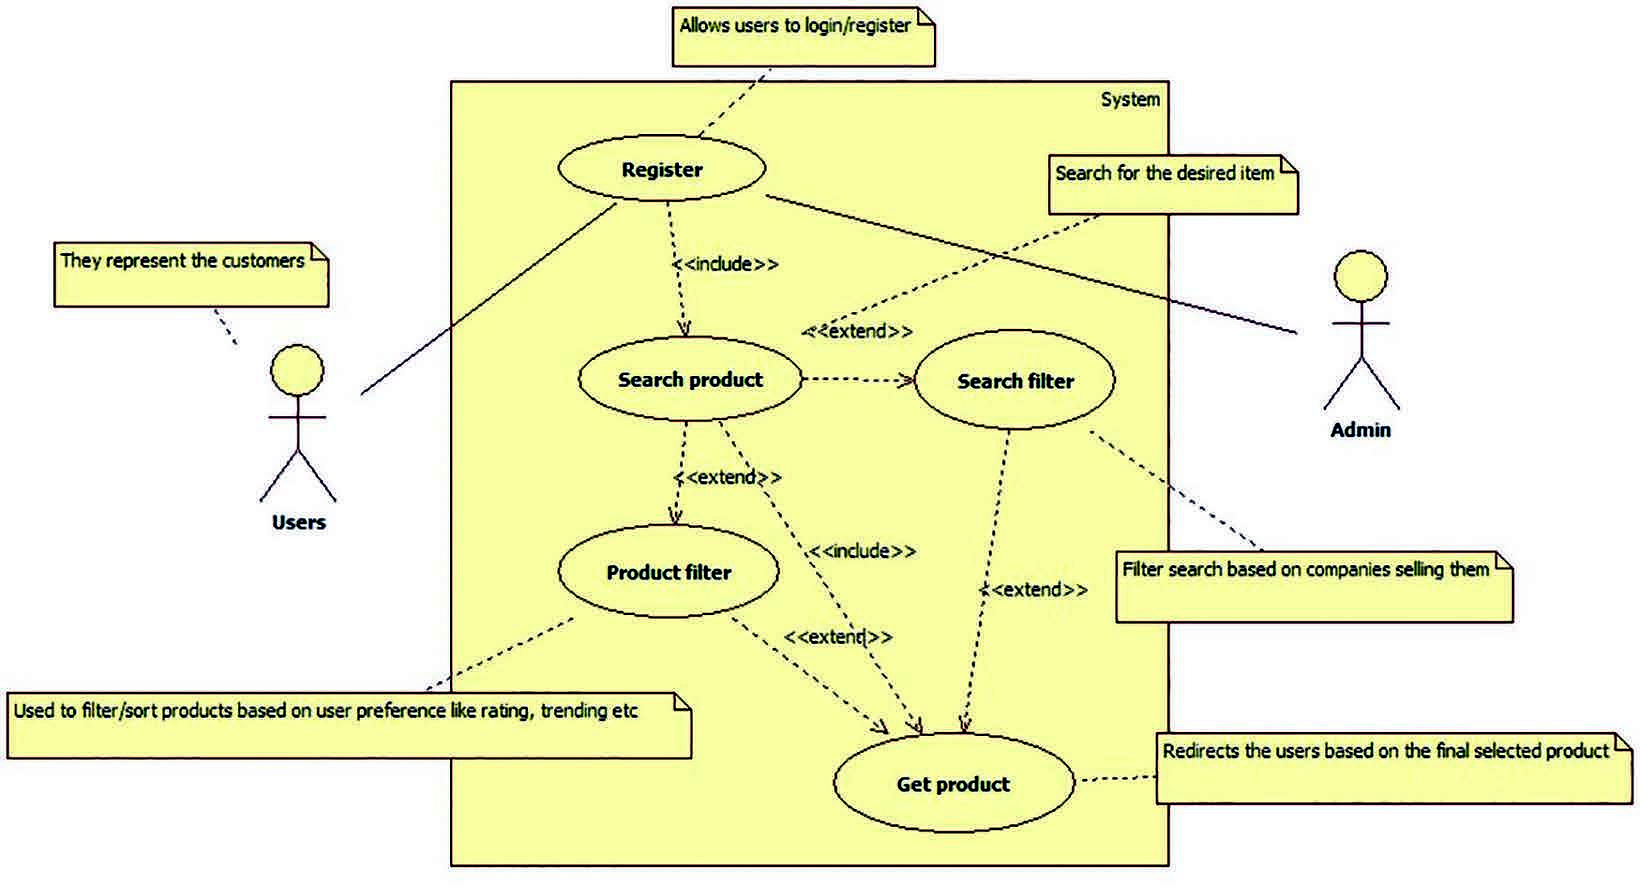 Allows users to login/register
System
Register
Search for the desired item
They represent the customers
<<include>>
<<extend>>
Search product
Search filter
Admin
<<extend>>
Users
<<include>>
Product filter
Filter search based on companies selling them
<<extend>>
<<extend>>
Used to filter/sort products based on user preference like rating, trending etc
Redirects the users based on the final selected product
Get product